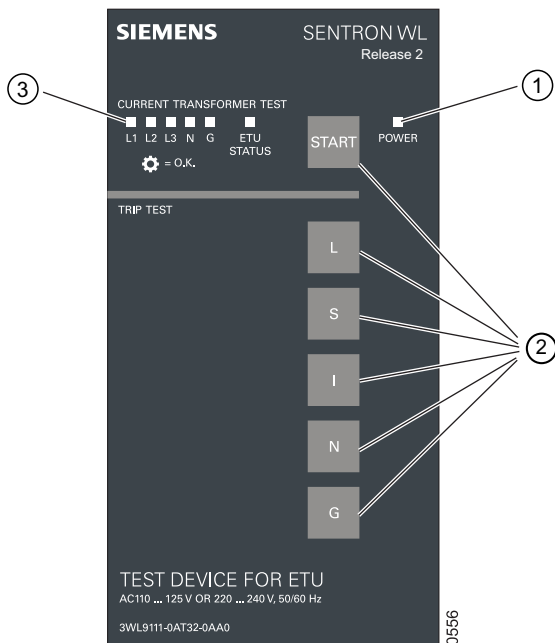 SIEMENS
SENTRON WL
Release 2
3
1
CURRENT TRANSFORMER TEST
L1 L2 L3 N G ETU STATUS
START
POWER
= O.K.
TRIP TEST
L
S
2
I
N
G
TEST DEVICE FOR ETU
AC110 ... 125 V OR 220 ... 240 V, 50/60 Hz
3WL9111-0AT32-0AA0
0556